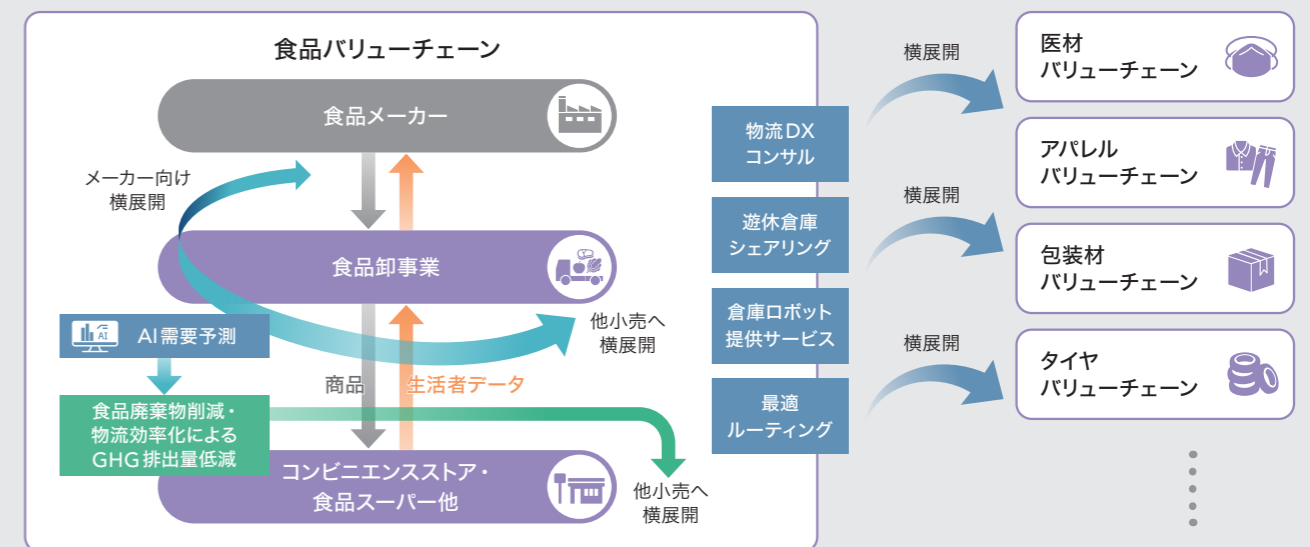 食品バリューチェーン
食品メーカー
メーカー向け
横展開
食品卸事業
AI
AI需要予測
他小売へ
横展開
商品
生活者データ
食品廃棄物削減・
物流効率化による
GHG排出量低減
コンビニエンスストア・
食品スーパー他
他小売へ
横展開
物流DX
コンサル
遊休倉庫
シェアリング
倉庫ロボット
提供サービス
最適
ルーティング
横展開
横展開
横展開
医材
バリューチェーン
アパレル
バリューチェーン
包装材
バリューチェーン
タイヤ
バリューチェーン